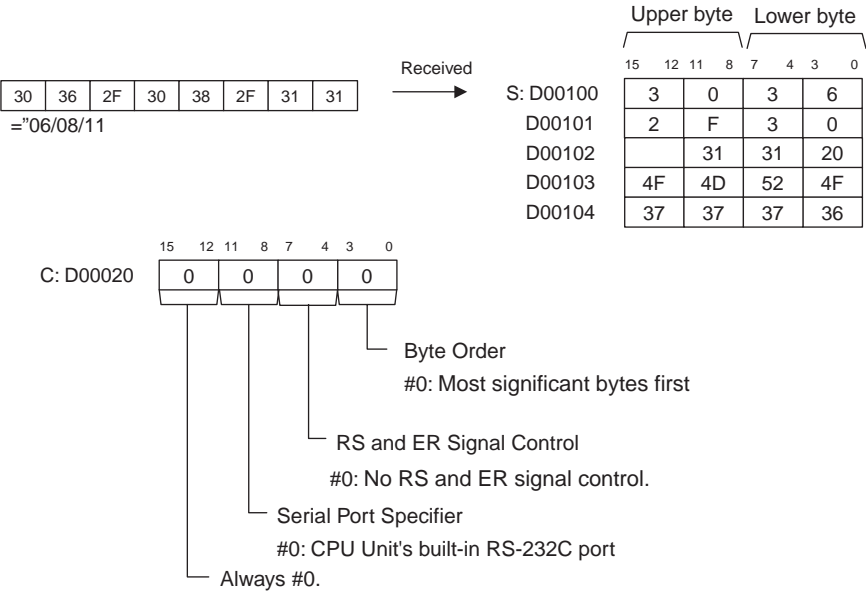 Upper byte Lower byte
15 12 11 8 7 4 3 0
Received
30 36 2F 30 38 2F 31 31
="06/08/11
S: D00100 3 0 3 6
D00101 2 F 3 0
D00102 31 31 20
D00103 4F 4D 52 4F
D00104 37 37 37 36
15 12 11 8 7 4 3 0
C: D00020 0 0 0 0
Byte Order
#0: Most significant bytes first
RS and ER Signal Control
#0: No RS and ER signal control.
Serial Port Specifier
#0: CPU Unit's built-in RS-232C port
Always #0.